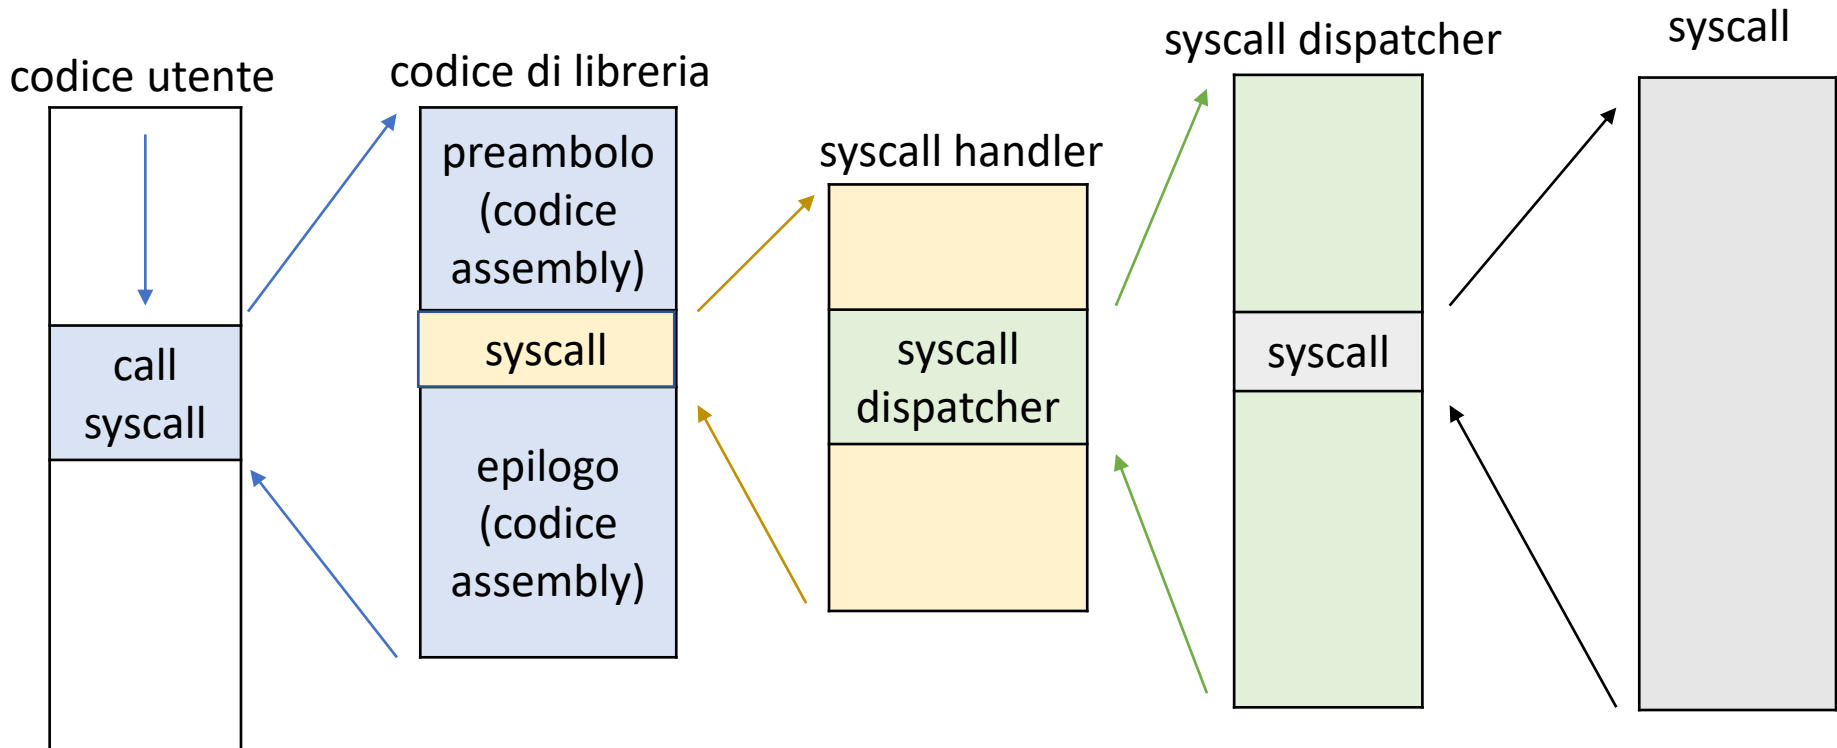 codice utente
call
syscall
codice di libreria
preambolo
(codice
assembly)
syscall
epilogo
(codice
assembly)
syscall handler
syscall
dispatcher
syscall dispatcher
syscall
syscall